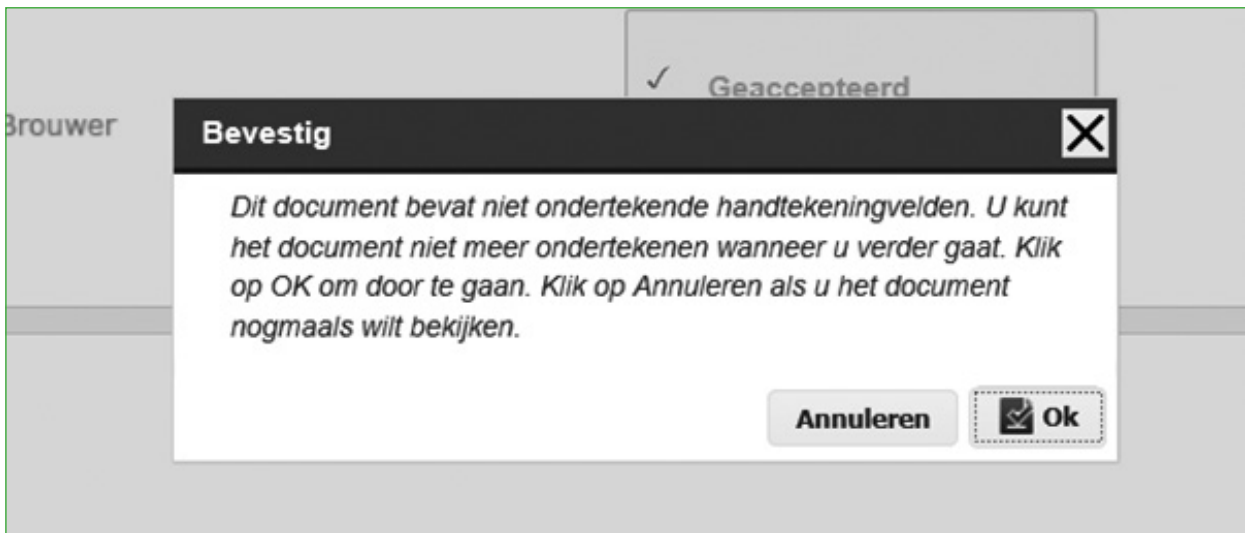 Geaccepteerd
Brouwer
Bevestig
Dit document bevat niet ondertekende handtekeningvelden. U kunt
het document niet meer ondertekenen wanneer u verder gaat. Klik
op OK om door te gaan. Klik op Annuleren als u het document
nogmaals wilt bekijken.
Annuleren
Ok